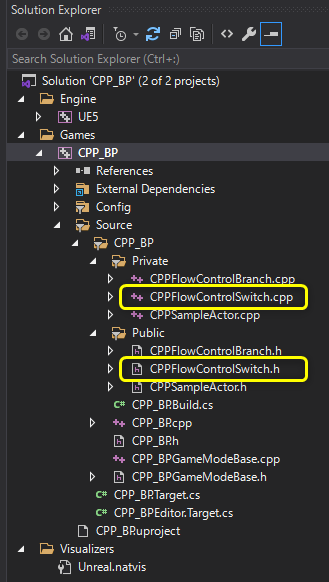 Solution Explorer
Search Solution Explorer (Ctrl+:)
Solution 'CPP_BP' (2 of 2 projects)
Engine
UE5
Games
CPP_BP
References
External Dependencies
Config
Source
CPP_BP
Private
CPPFlowControlBranch.cpp
CPPFlowControlSwitch.cpp
CPPSampleActor.cpp
Public
CPPFlowControlBranch.h
CPPFlowControlSwitch.h
CPPSampleActor.h
C# CPP_BP.Build.cs
CPP_BP.cpp
CPP_BP.h
CPP_BPGameModeBase.cpp
CPP_BPGameModeBase.h
C# CPP_BP.Target.cs
C# CPP_BPEditor.Target.cs
CPP_BP.uproject
Visualizers
Unreal.natvis